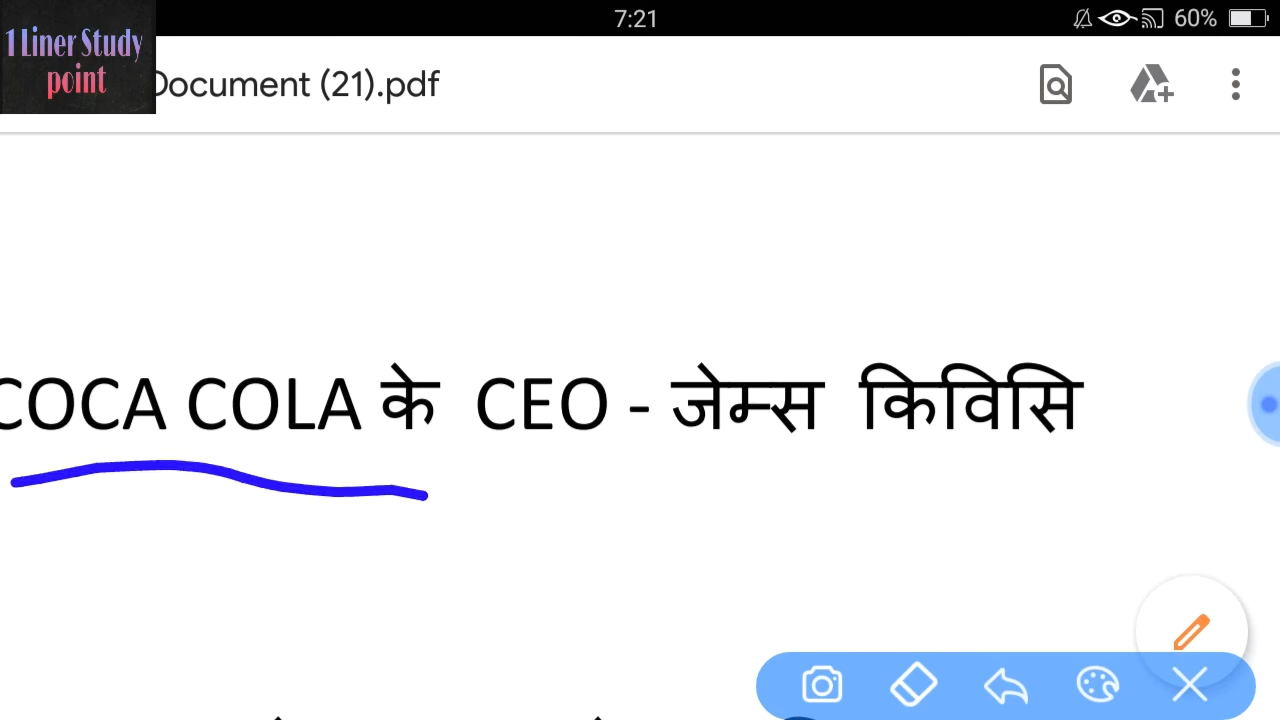 7:21
60%
1 Liner Study
point
Document (21).pdf
COCA COLA के CEO - जेम्स किविसि